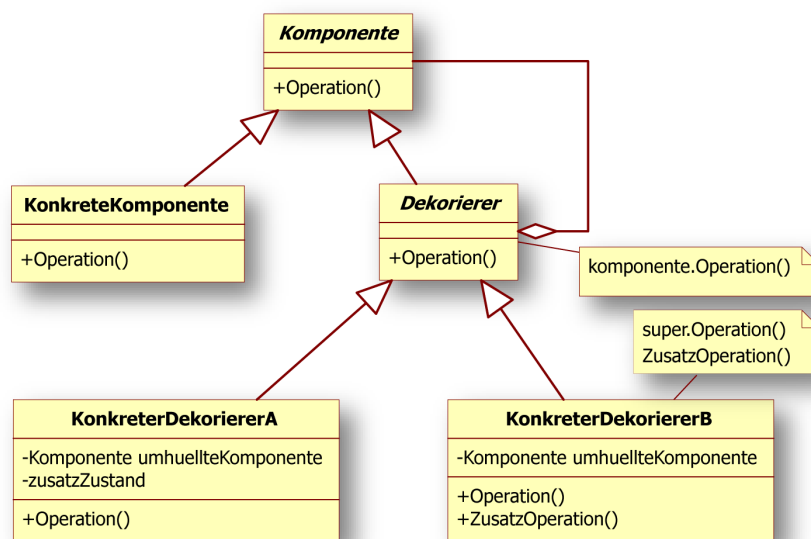 Komponente
+Operation()
KonkreteKomponente
+Operation()
Dekorierer
+Operation()
komponente.Operation()
super.Operation()
ZusatzOperation()
KonkreterDekoriererA
-Komponente umhuellteKomponente
-zusatzZustand
+Operation()
KonkreterDekoriererB
-Komponente umhuellteKomponente
+Operation()
+ZusatzOperation()